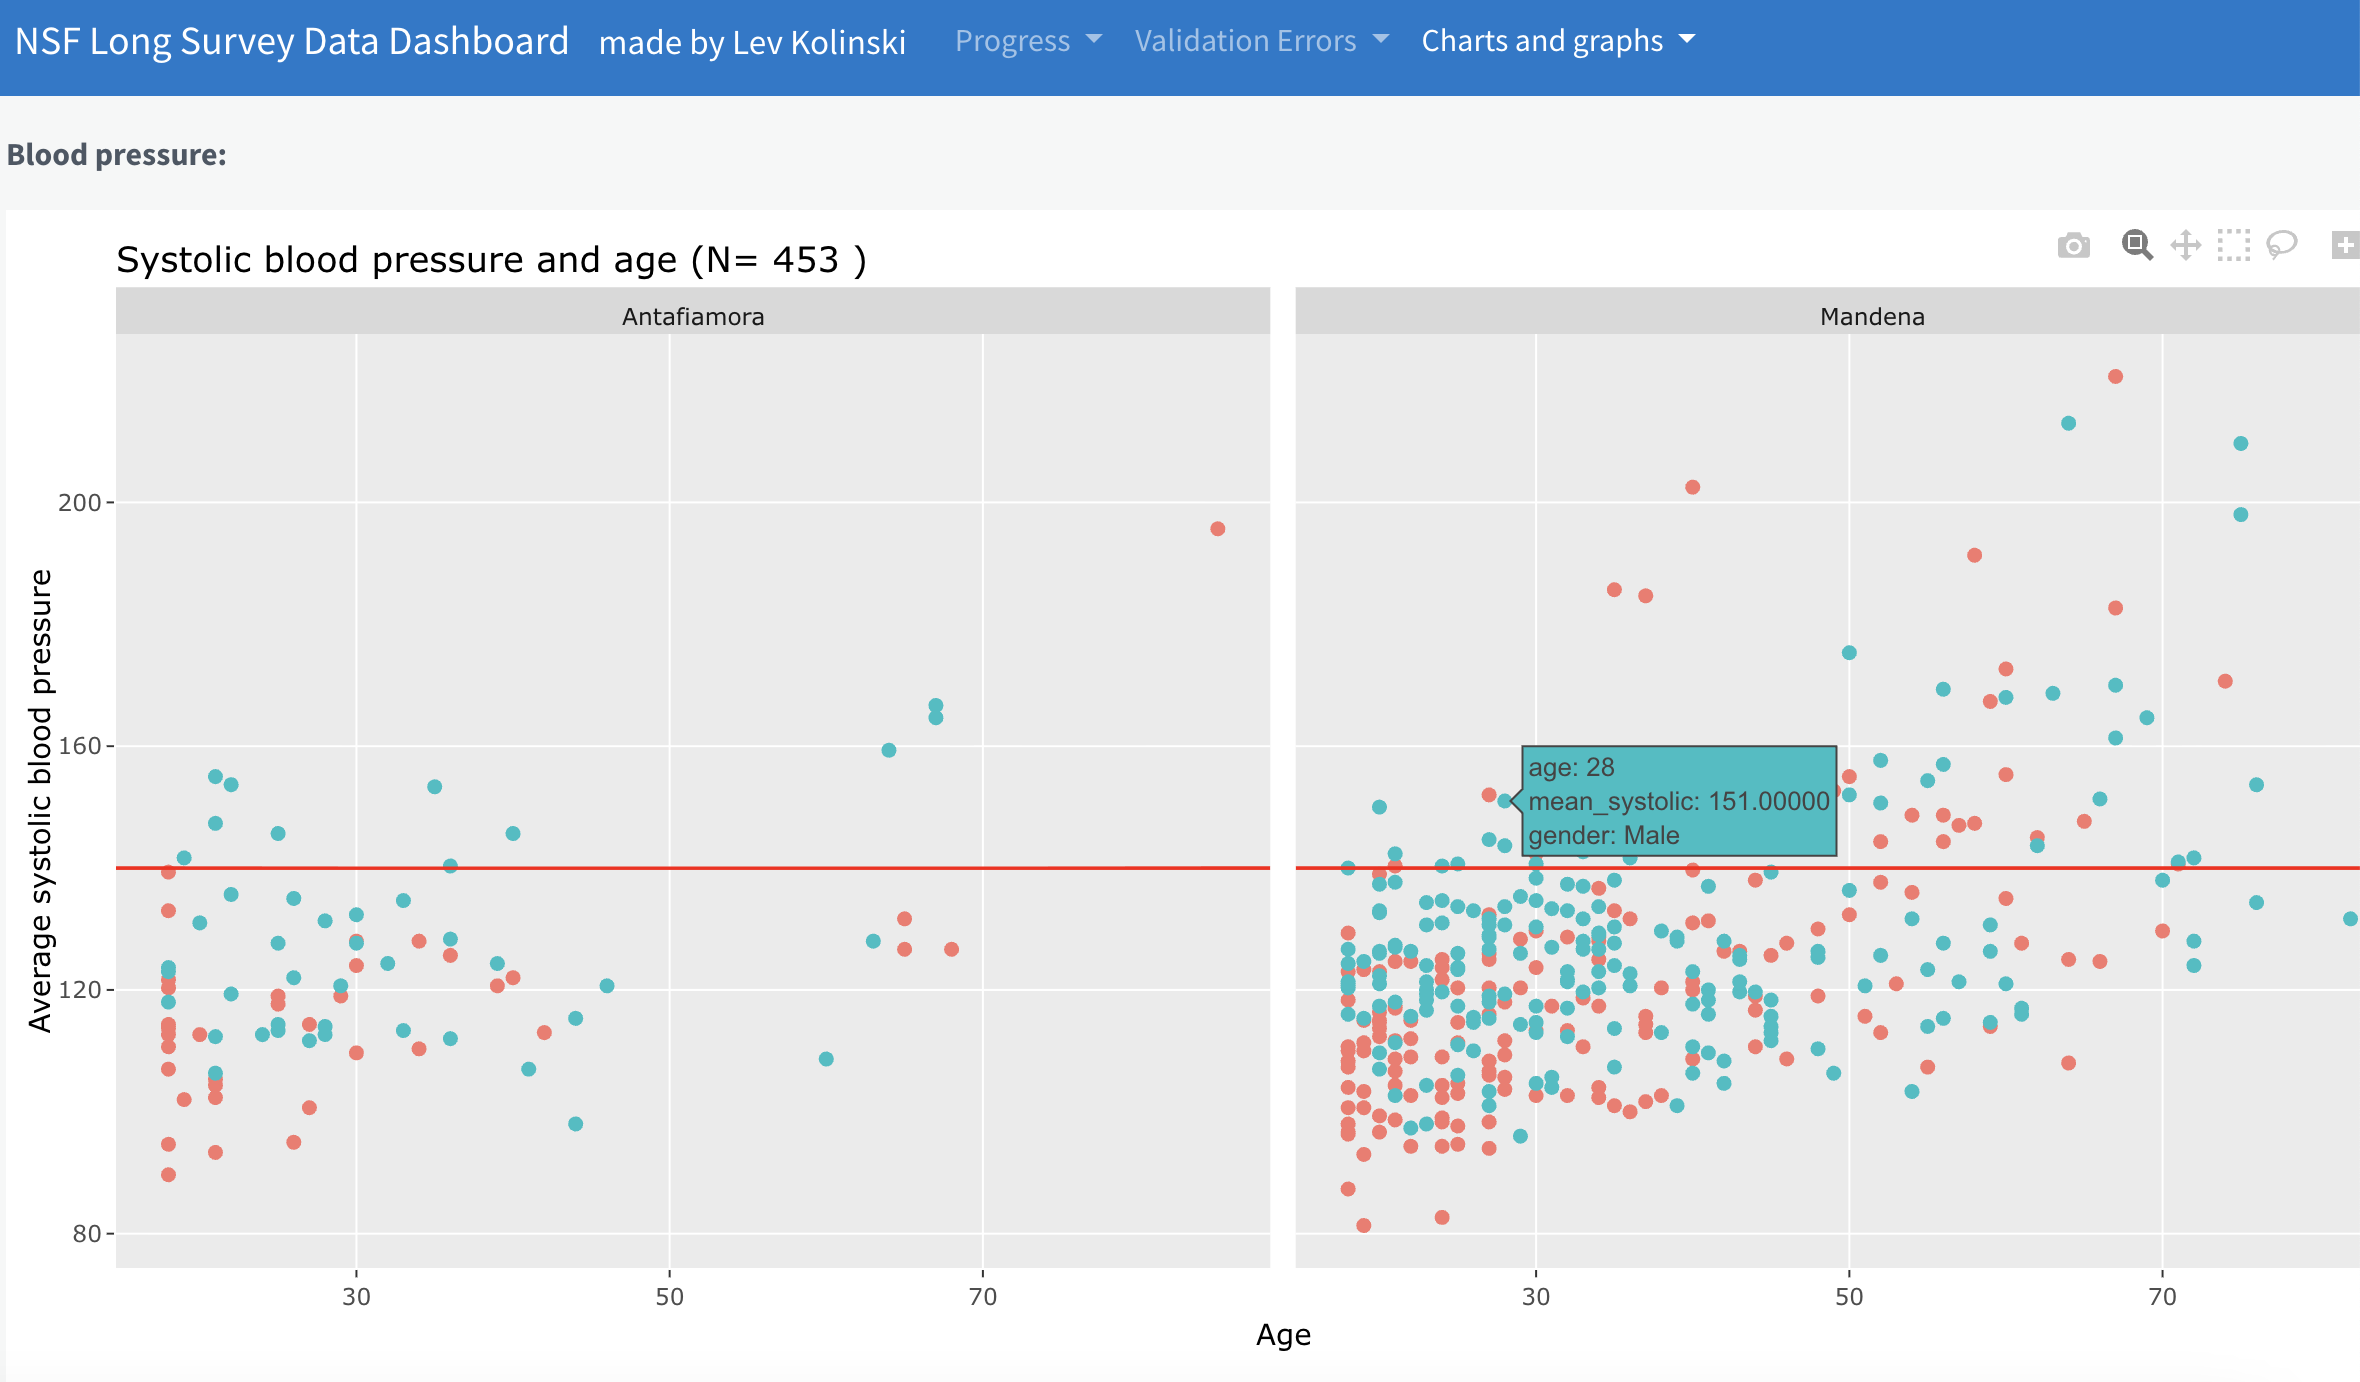 NSF Long Survey Data Dashboard made by Lev Kolinski Progress Validation Errors Charts and graphs
Blood pressure:
Systolic blood pressure and age (N= 453 )
Antafiamora Mandena
Average systolic blood pressure
200
160
120
80
age: 28
mean_systolic: 151.00000
gender: Male
30 50 70 30 50 70
Age